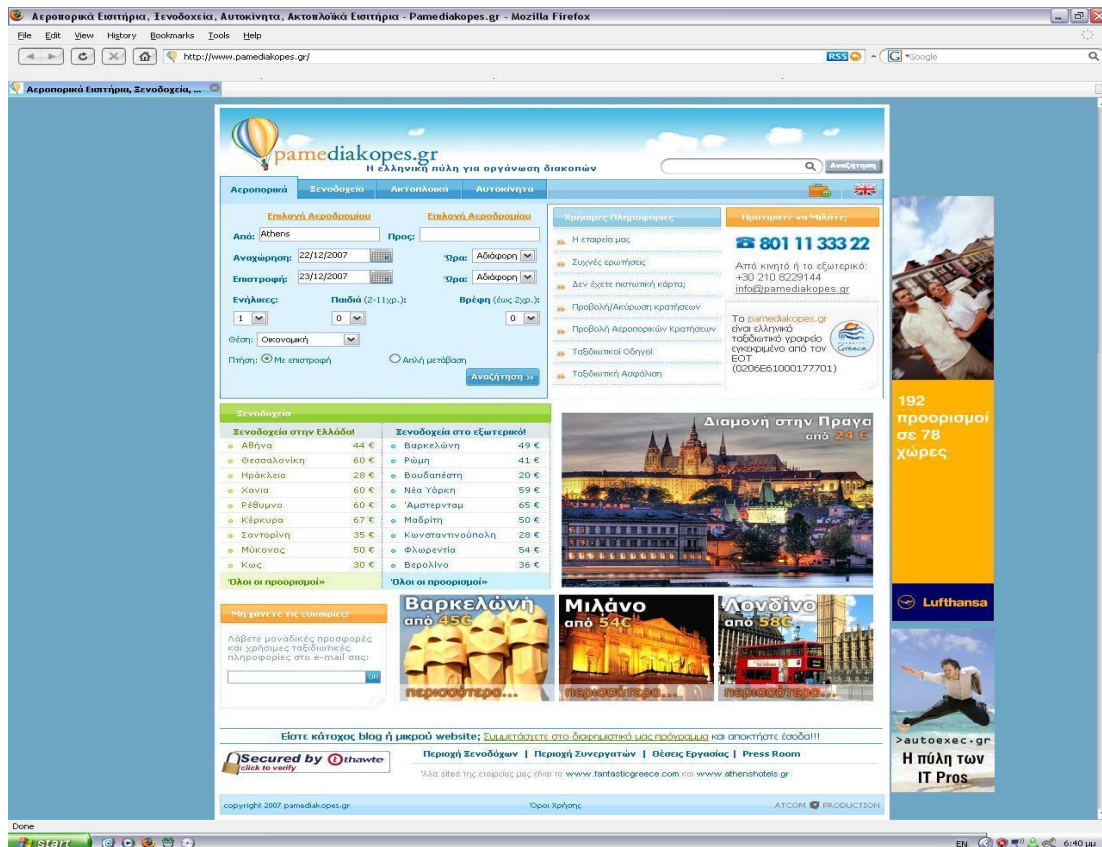 Αεροπορικά Εισιτήρια, Ξενοδοχεία, Αυτοκίνητα, Ακτοπλοϊκά Εισιτήρια - Pamediakopes.gr - Mozilla Firefox
File Edit View History Bookmarks Tools Help
http://www.pamediakopes.gr/
RSS
Google
Αεροπορικά Εισιτήρια, Ξενοδοχεία, ...
pamediakopes.gr
Η ελληνική πύλη για οργάνωση διακοπών
Αναζήτηση
Αεροπορικά Ξενοδοχεία Ακτοπλοικά Αυτοκίνητα
Επιλογή Αεροδρομίου Επιλογή Αεροδρομίου
Από: Athens Προς:
Αναχώρηση: 22/12/2007 Ώρα: Αδιάφορη
Επιστροφή: 23/12/2007 Ώρα: Αδιάφορη
Ενήλικες: Παιδιά (2-11χρ.): Βρέφη (έως 2χρ.):
1 0 0
Θέση: Οικονομική
Πτήση: Με επιστροφή Απλή μετάβαση
Αναζήτηση »
Χρήσιμες Πληροφορίες
Η εταιρεία μας
Συχνές ερωτήσεις
Δεν έχετε πιστωτική κάρτα;
Προβολή/Ακύρωση κρατήσεων
Προβολή Αεροπορικών Κρατήσεων
Ταξιδιωτικοί Οδηγοί
Ταξιδιωτική Ασφάλιση
Προτιμάτε να Μιλάτε;
801 11 333 22
Από κινητό ή το εξωτερικό:
+30 210 8229144
info@pamediakopes.gr
Το pamediakopes.gr
είναι ελληνικό
ταξιδιωτικό γραφείο
εγκεκριμένο από τον
ΕΟΤ
(0206E61000177701)
Greece
Ξενοδοχεία
Ξενοδοχεία στην Ελλάδα! Ξενοδοχεία στο εξωτερικό!
Αθήνα 44 € Βαρκελώνη 49 €
Θεσσαλονίκη 60 € Ρώμη 41 €
Ηράκλειο 28 € Βουδαπέστη 20 €
Χανια 60 € Νέα Υόρκη 59 €
Ρέθυμνο 60 € Άμστερνταμ 65 €
Κέρκυρα 67 € Μαδρίτη 50 €
Σαντορίνη 35 € Κωνσταντινούπολη 28 €
Μύκονος 50 € Φλωρεντία 54 €
Κως 30 € Βερολίνο 36 €
Όλοι οι προορισμοί» Όλοι οι προορισμοί»
Διαμονή στην Πράγα
από 24 €
Μη χάνετε τις ευκαιρίες!
Λάβετε μοναδικές προσφορές
και χρήσιμες ταξιδιωτικές
πληροφορίες στο e-mail σας:
OK
Βαρκελώνη
από 45€
περισσότερα...
Μιλάνο
από 54€
περισσότερα...
Λονδίνο
από 58€
περισσότερα...
192
προορισμοί
σε 78
χώρες
Lufthansa
>autoexec.gr
Η πύλη των
IT Pros
Είστε κάτοχος blog ή μικρού website; Συμμετάσχετε στο διαφημιστικό μας πρόγραμμα και αποκτήστε έσοδα!!!
Secured by thawte
click to verify
Περιοχή Ξενοδόχων | Περιοχή Συνεργατών | Θέσεις Εργασίας | Press Room
Άλλα sites της εταιρείας μας είναι τα www.fantasticgreece.com και www.athenshotels.gr
copyright 2007 pamediakopes.gr Όροι Χρήσης ATCOM PRODUCTION
Done
start EN 6:40 μμ